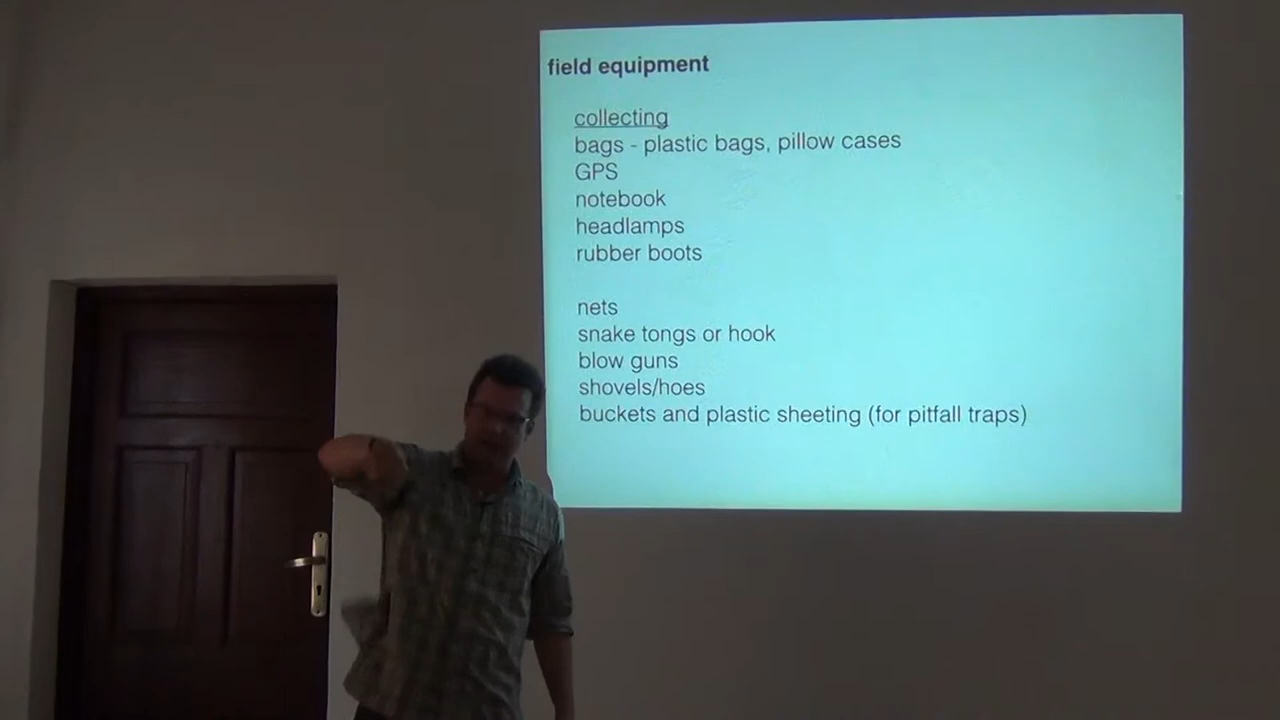 field equipment
collecting
bags - plastic bags, pillow cases
GPS
notebook
headlamps
rubber boots
nets
snake tongs or hook
blow guns
shovels/hoes
buckets and plastic sheeting (for pitfall traps)